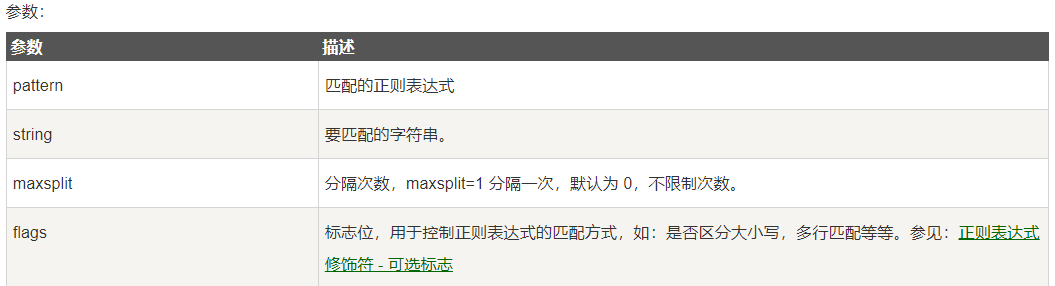 参数：
参数 描述
pattern 匹配的正则表达式
string 要匹配的字符串。
maxsplit 分隔次数，maxsplit=1 分隔一次，默认为 0，不限制次数。
flags 标志位，用于控制正则表达式的匹配方式，如：是否区分大小写，多行匹配等等。参见：正则表达式
修饰符 - 可选标志